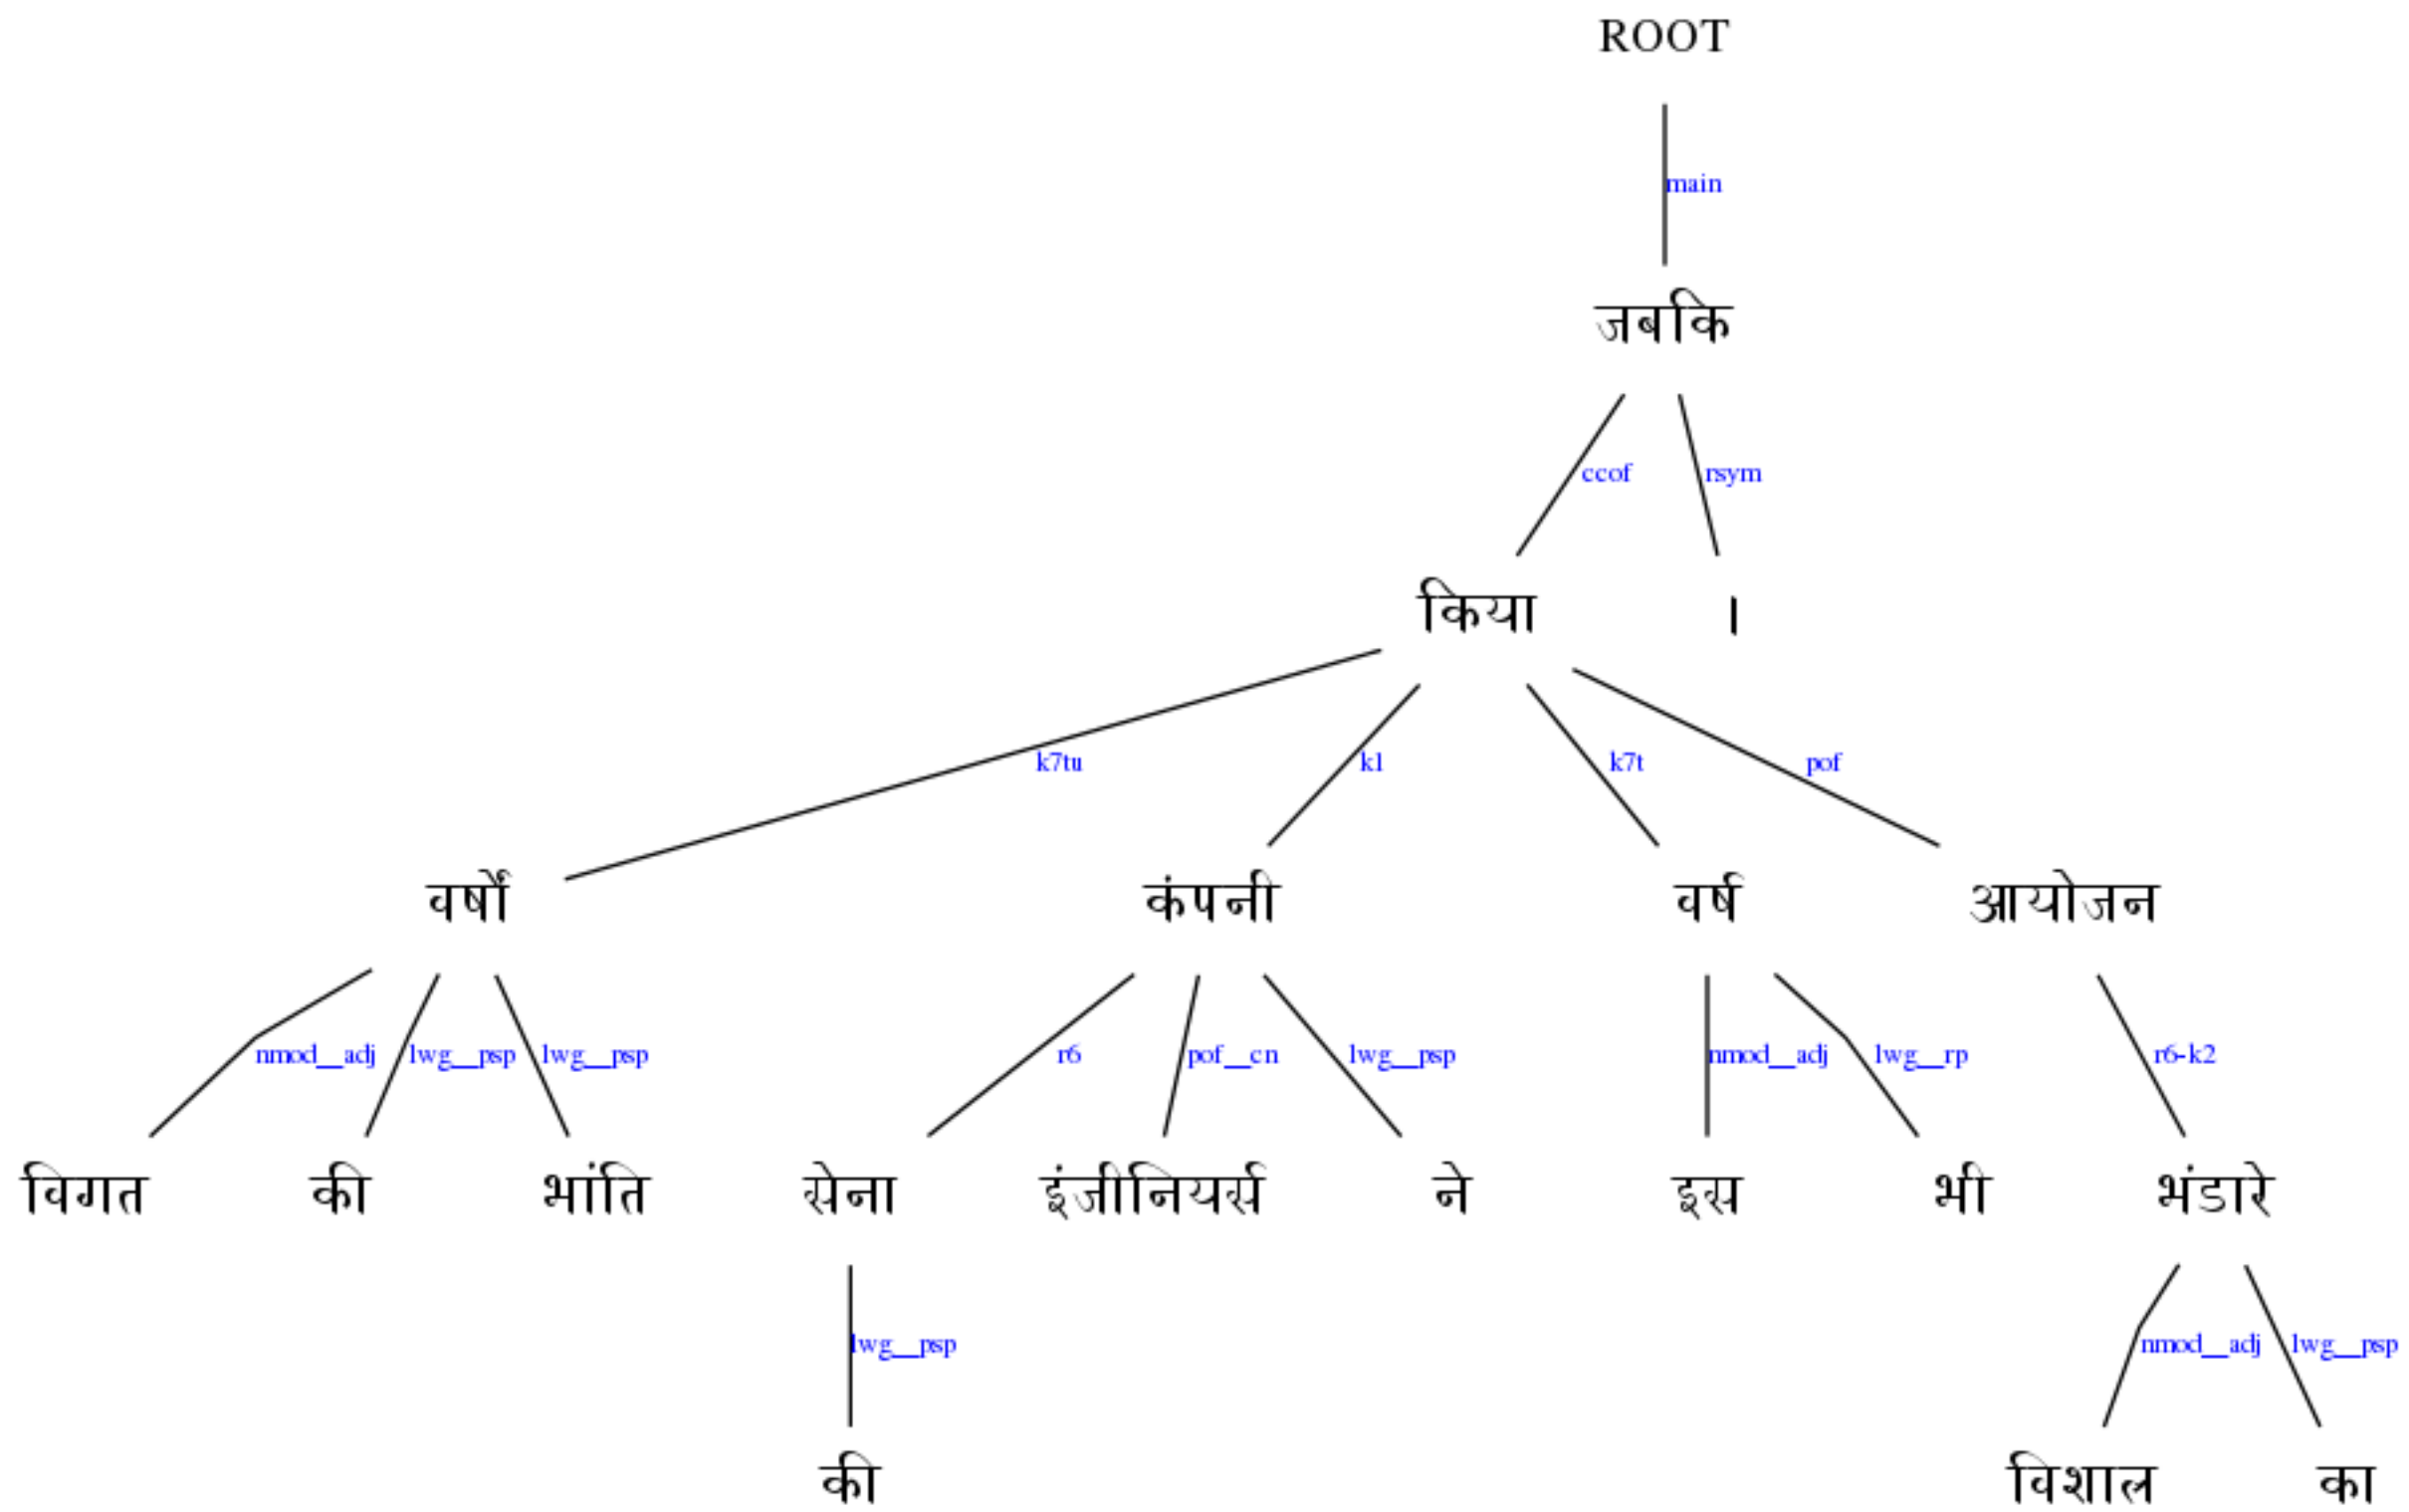 ROOT
main
जबकि
ccof rsym
किया ।
k7tu k1 k7t pof
वर्षों कंपनी वर्ष आयोजन
nmod__adj lwg__psp lwg__psp r6 pof__cn lwg__psp nmod__adj lwg__rp r6-k2
विगत की भांति सेना इंजीनियर्स ने इस भी भंडारे
lwg__psp nmod__adj lwg__psp
की विशाल का